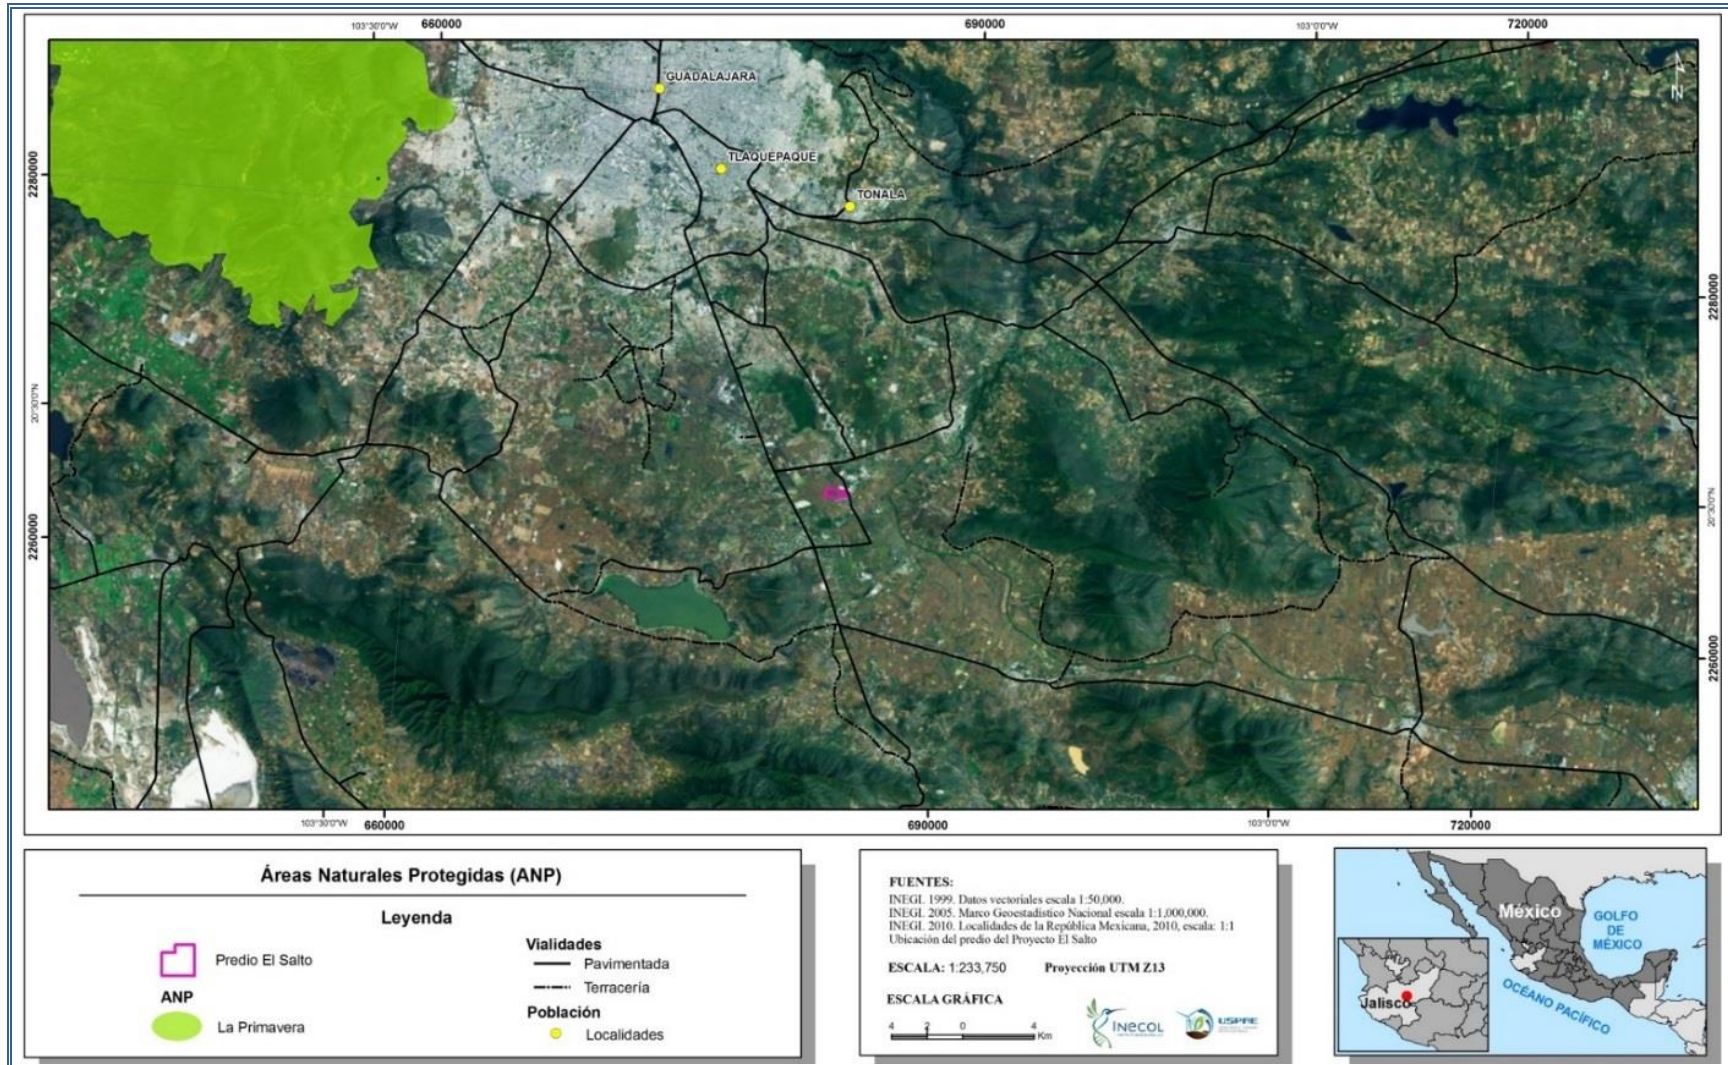 103°30'0"W
660000
690000
103°0'0"W
720000
GUADALAJARA
N
TLAQUEPAQUE
TONALA
2280000
2280000
20°30'0"N
20°30'0"N
2260000
2260000
103°30'0"W
660000
690000
103°0'0"W
720000
Áreas Naturales Protegidas (ANP)
Leyenda
Predio El Salto
ANP
La Primavera
Vialidades
Pavimentada
Terracería
Población
Localidades
FUENTES:
INEGI. 1999. Datos vectoriales escala 1:50,000.
INEGI. 2005. Marco Geoestadístico Nacional escala 1:1,000,000.
INEGI. 2010. Localidades de la República Mexicana, 2010, escala: 1:1
Ubicación del predio del Proyecto El Salto
ESCALA: 1:233,750 Proyección UTM Z13
ESCALA GRÁFICA
4 2 0 4
Km
INECOL
USPAE
México
GOLFO
DE
MÉXICO
OCÉANO PACÍFICO
Jalisco